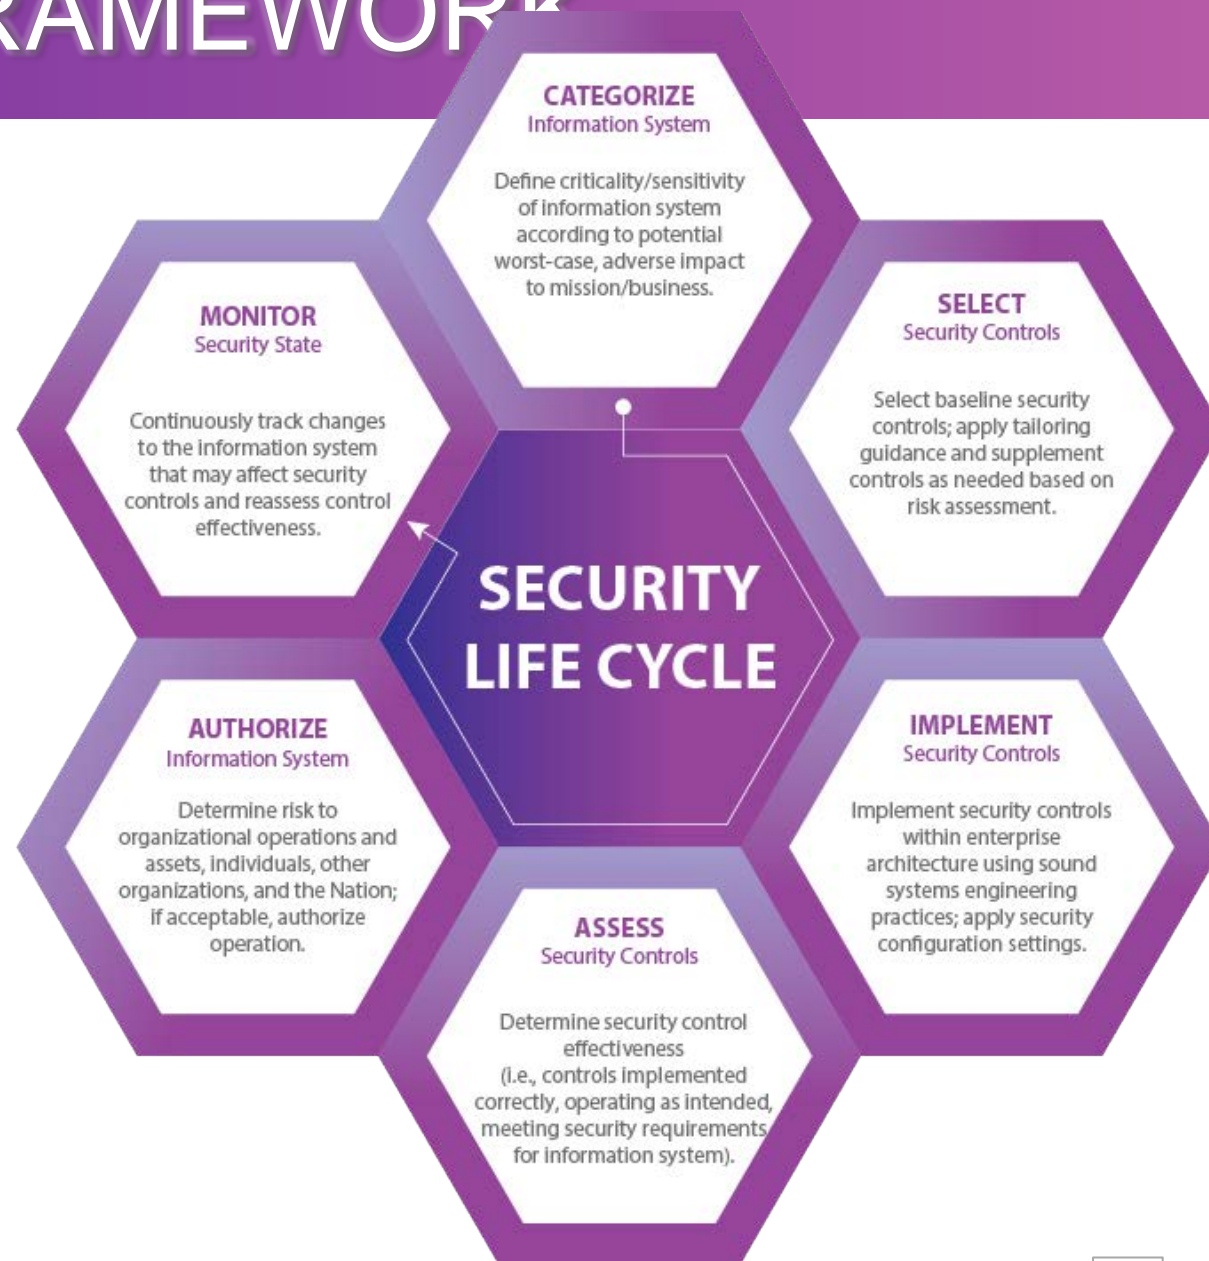 RAMEWORK
CATEGORIZE
Information System
Define criticality/sensitivity
of information system
according to potential
worst-case, adverse impact
to mission/business.
SELECT
Security Controls
Select baseline security
controls; apply tailoring
guidance and supplement
controls as needed based on
risk assessment.
IMPLEMENT
Security Controls
Implement security controls
within enterprise
architecture using sound
systems engineering
practices; apply security
configuration settings.
ASSESS
Security Controls
Determine security control
effectiveness
(i.e., controls implemented
correctly, operating as intended,
meeting security requirements
for information system).
AUTHORIZE
Information System
Determine risk to
organizational operations and
assets, individuals, other
organizations, and the Nation;
if acceptable, authorize
operation.
MONITOR
Security State
Continuously track changes
to the information system
that may affect security
controls and reassess control
effectiveness.
SECURITY
LIFE CYCLE